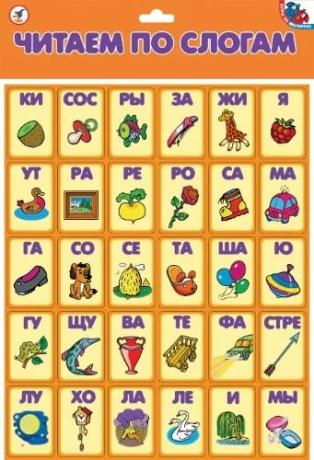 ЧИТАЕМ ПО СЛОГАМ
КИ СОС РЫ ЗА ЖИ Я
УТ РА РЕ РО СА МА
ГА СО СЕ ТА ША Ю
ГУ ЩУ ВА ТЕ ФА СТРЕ
ЛУ ХО ЛА ЛЕ И МЫ